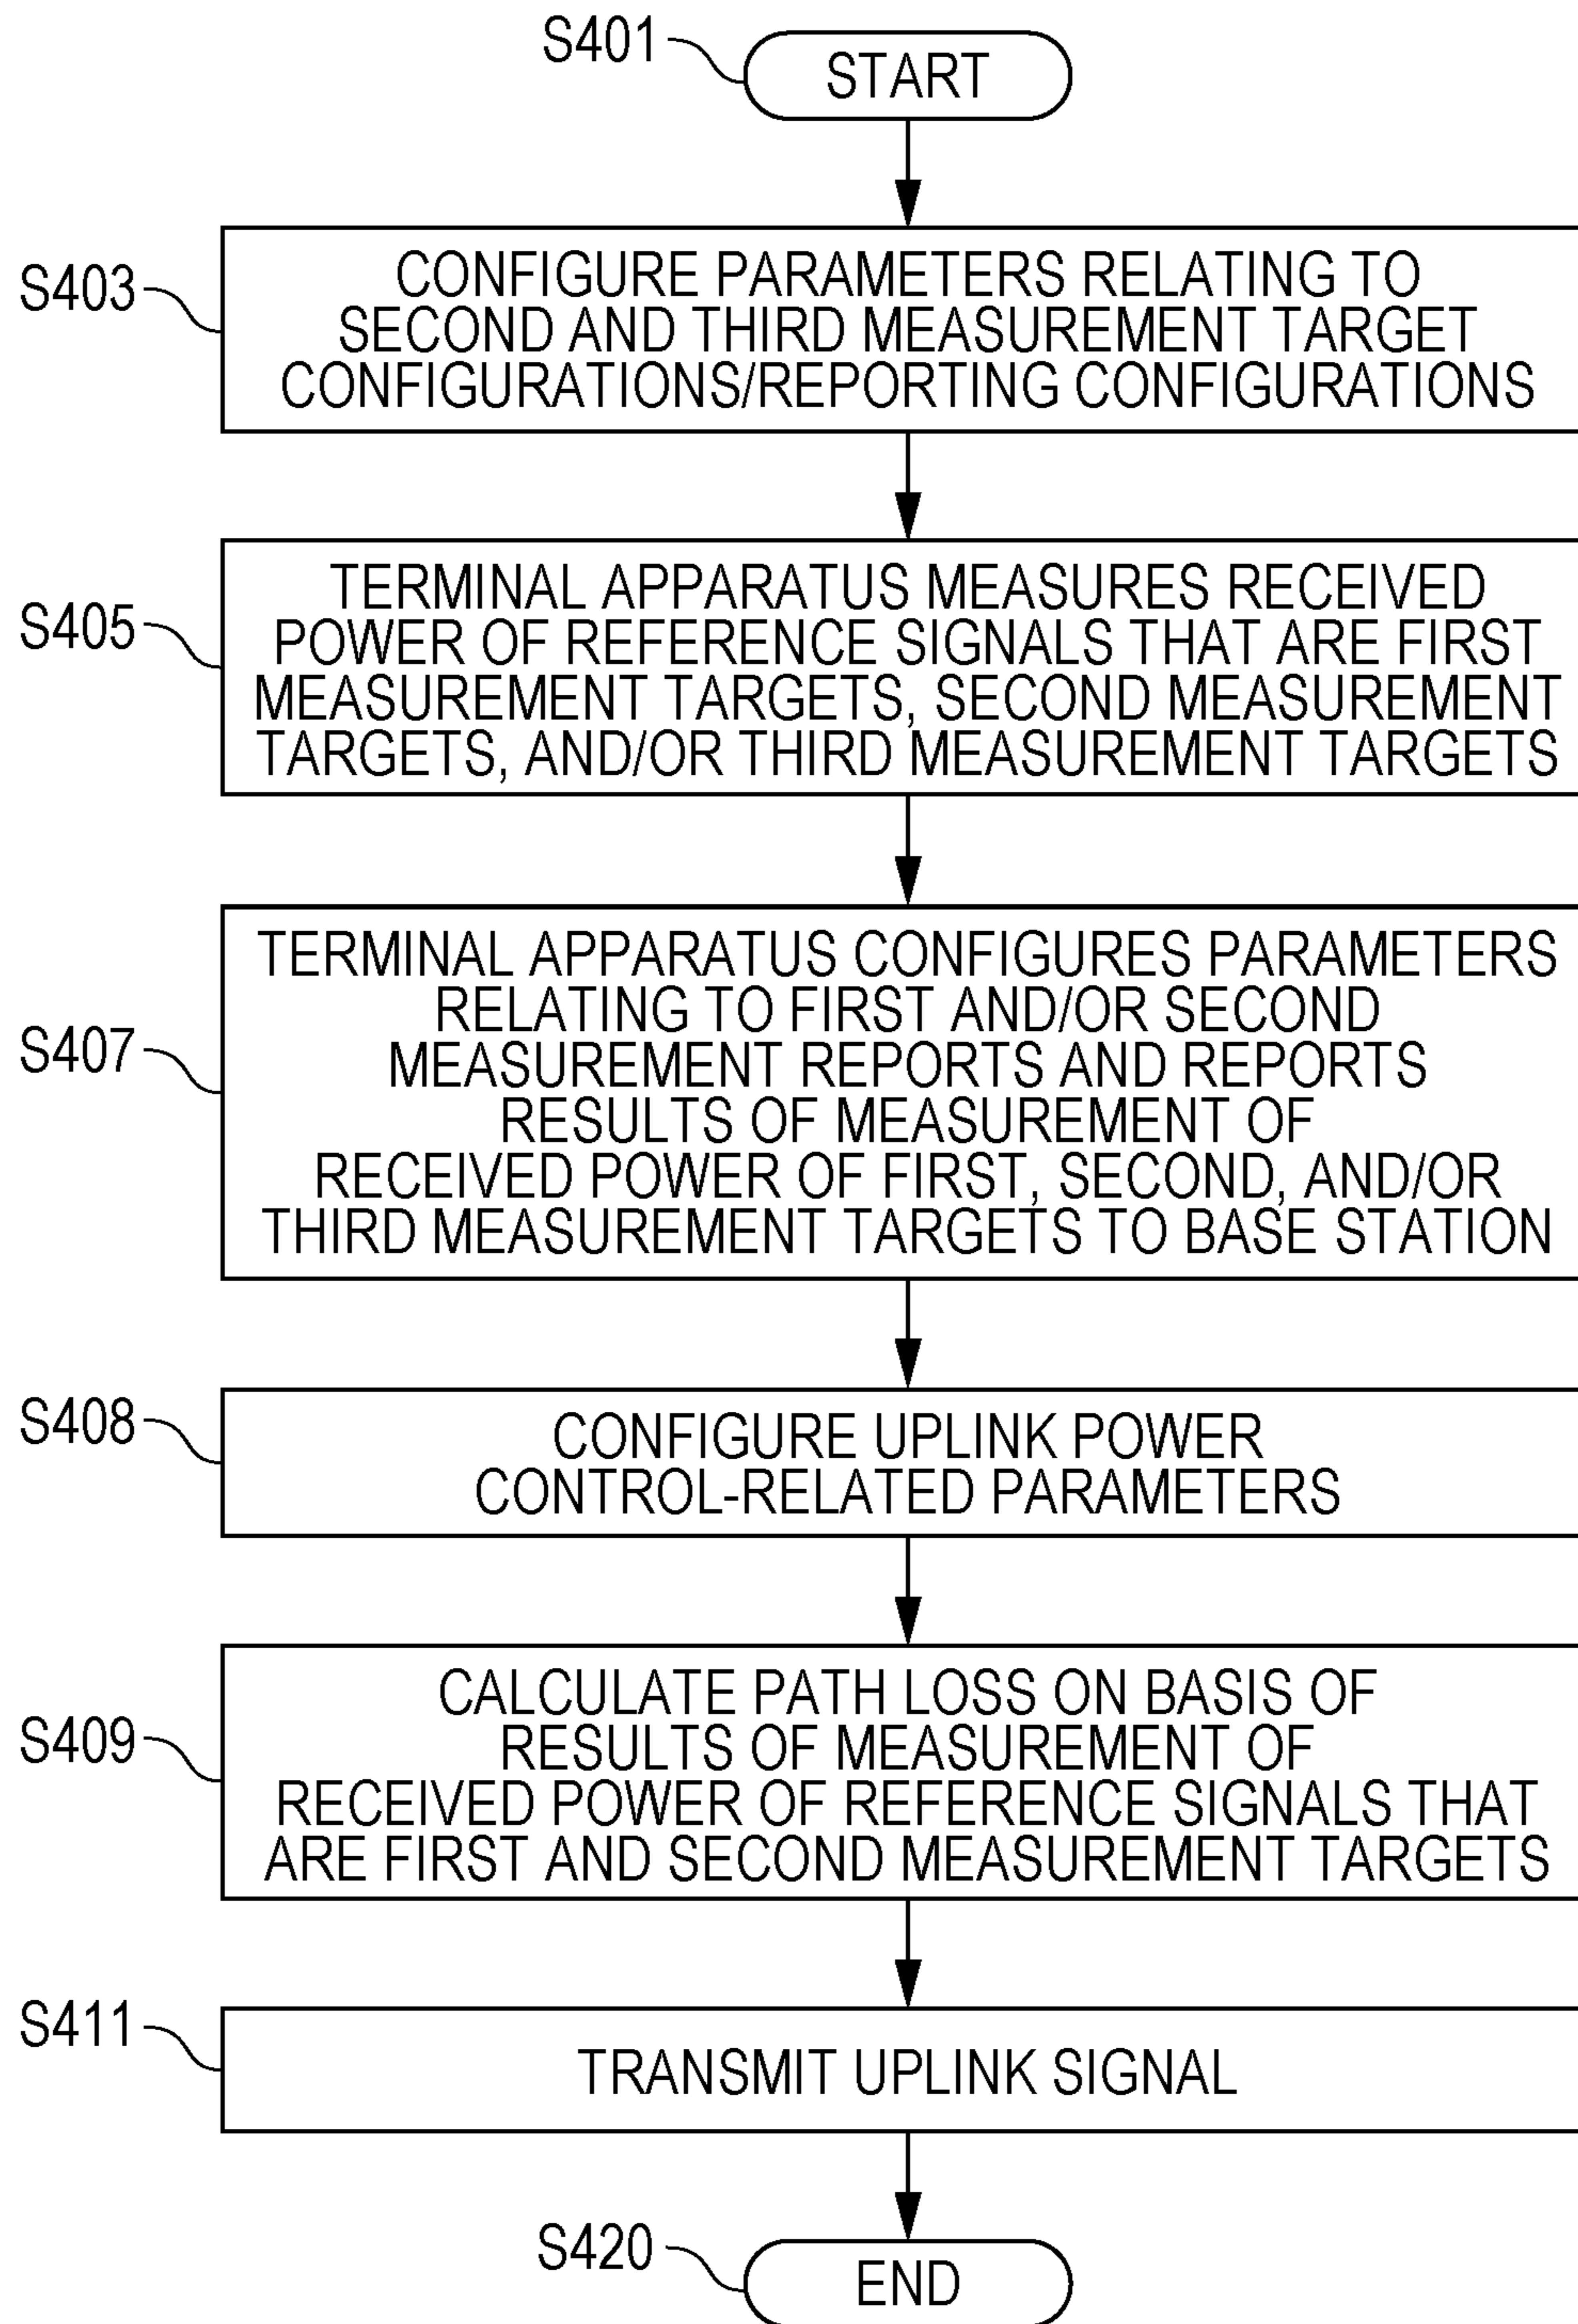 S401
START
S403
CONFIGURE PARAMETERS RELATING TO
SECOND AND THIRD MEASUREMENT TARGET
CONFIGURATIONS/REPORTING CONFIGURATIONS
S405
TERMINAL APPARATUS MEASURES RECEIVED
POWER OF REFERENCE SIGNALS THAT ARE FIRST
MEASUREMENT TARGETS, SECOND MEASUREMENT
TARGETS, AND/OR THIRD MEASUREMENT TARGETS
S407
TERMINAL APPARATUS CONFIGURES PARAMETERS
RELATING TO FIRST AND/OR SECOND
MEASUREMENT REPORTS AND REPORTS
RESULTS OF MEASUREMENT OF
RECEIVED POWER OF FIRST, SECOND, AND/OR
THIRD MEASUREMENT TARGETS TO BASE STATION
S408
CONFIGURE UPLINK POWER
CONTROL-RELATED PARAMETERS
S409
CALCULATE PATH LOSS ON BASIS OF
RESULTS OF MEASUREMENT OF
RECEIVED POWER OF REFERENCE SIGNALS THAT
ARE FIRST AND SECOND MEASUREMENT TARGETS
S411
TRANSMIT UPLINK SIGNAL
S420
END